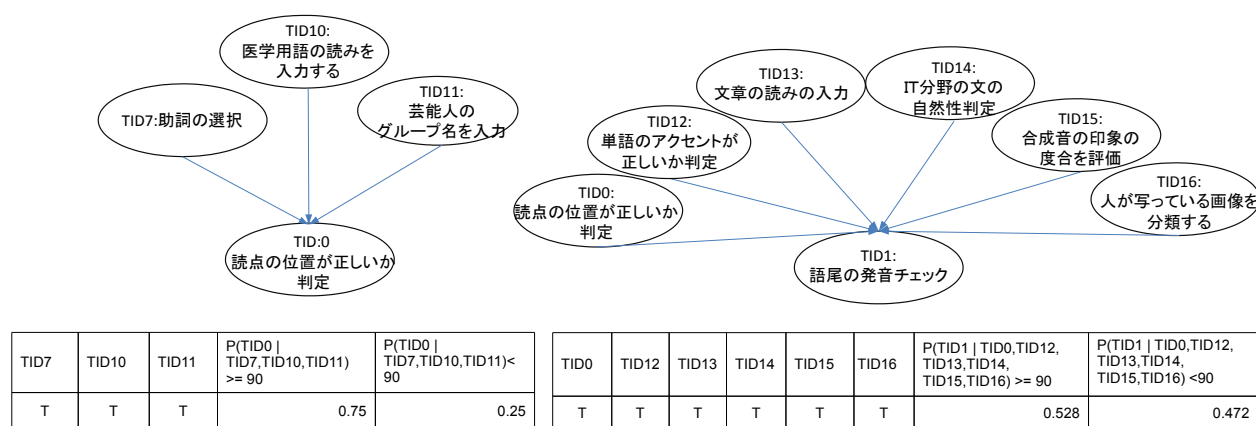 TID10:
医学用語の読みを
入力する
TID11:
芸能人の
グループ名を入力
TID7:助詞の選択
TID:0
読点の位置が正しいか
判定
TID13:
文章の読みの入力
TID14:
IT分野の文の
自然性判定
TID12:
単語のアクセントが
正しいか判定
TID15:
合成音の印象の
度合を評価
TID0:
読点の位置が正しいか
判定
TID16:
人が写っている画像を
分類する
TID1:
語尾の発音チェック
TID7 TID10 TID11
P(TID0 |
TID7,TID10,TID11)
>= 90
P(TID0 |
TID7,TID10,TID11)<
90
T T T 0.75 0.25
TID0 TID12 TID13 TID14 TID15 TID16
P(TID1 | TID0,TID12,
TID13,TID14,
TID15,TID16) >= 90
P(TID1 | TID0,TID12,
TID13,TID14,
TID15,TID16) <90
T T T T T T 0.528 0.472